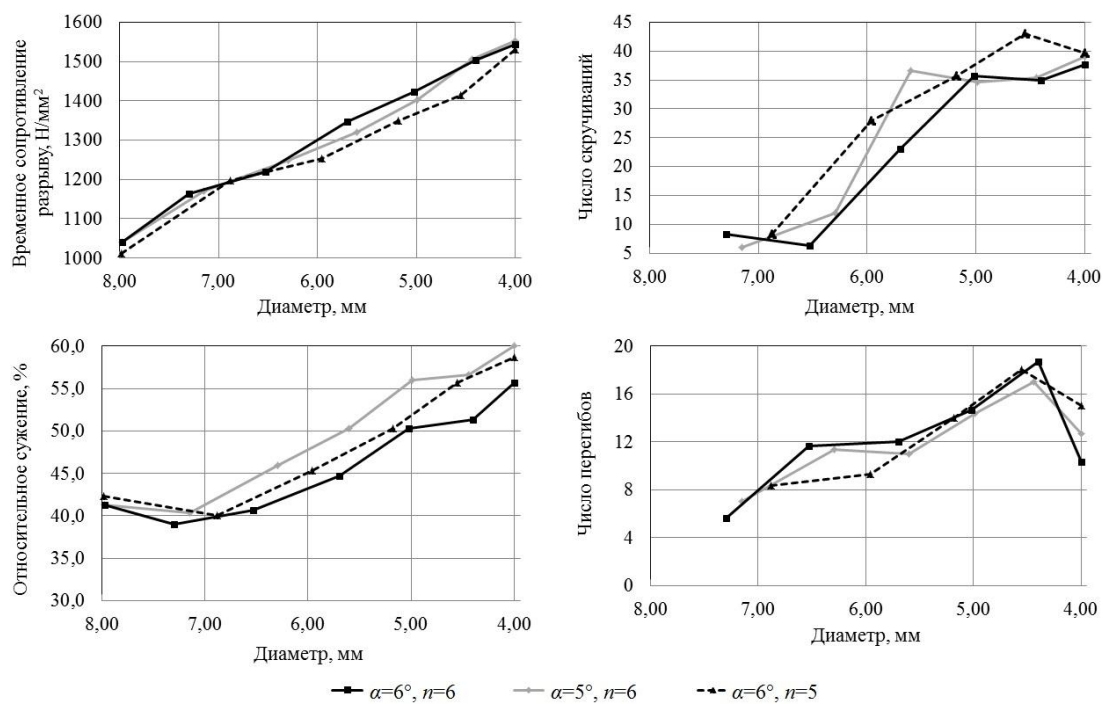 Временное сопротивление
разрыву, Н/мм²
1600
1500
1400
1300
1200
1100
1000
8,00 7,00 6,00 5,00 4,00
Диаметр, мм
Число скручиваний
45
40
35
30
25
20
15
10
5
8,00 7,00 6,00 5,00 4,00
Диаметр, мм
Относительное сужение, %
60,0
55,0
50,0
45,0
40,0
35,0
30,0
8,00 7,00 6,00 5,00 4,00
Диаметр, мм
Число перегибов
20
16
12
8
4
0
8,00 7,00 6,00 5,00 4,00
Диаметр, мм
α=6°, n=6 α=5°, n=6 α=6°, n=5